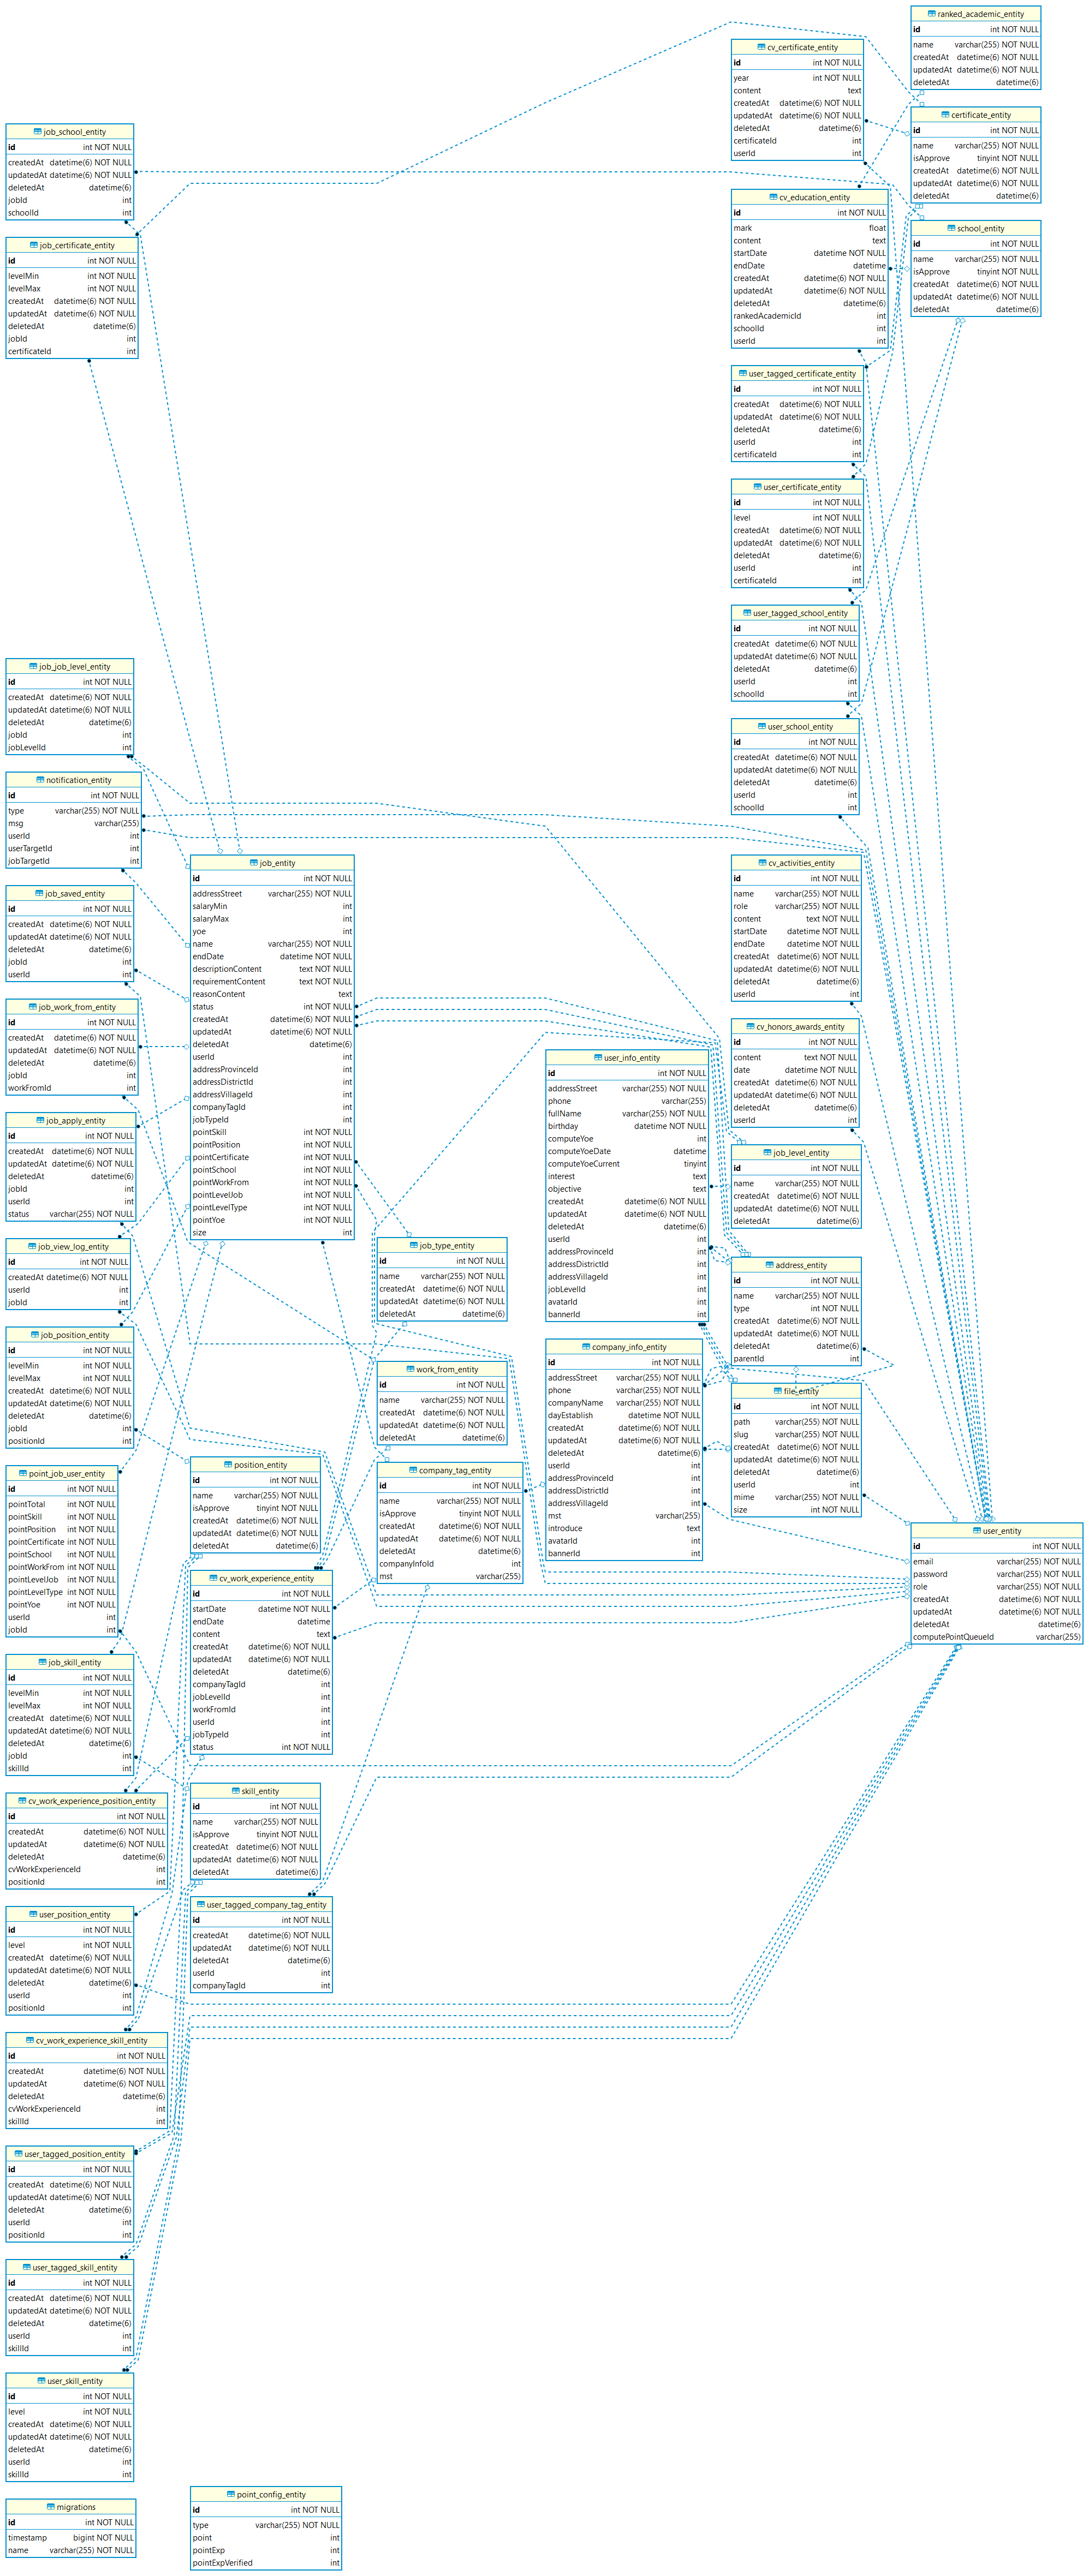 ranked_academic_entity
id int NOT NULL
name varchar(255) NOT NULL
createdAt datetime(6) NOT NULL
updatedAt datetime(6) NOT NULL
deletedAt datetime(6)
cv_certificate_entity
id int NOT NULL
year int NOT NULL
content text
createdAt datetime(6) NOT NULL
updatedAt datetime(6) NOT NULL
deletedAt datetime(6)
certificateId int
userId int
certificate_entity
id int NOT NULL
name varchar(255) NOT NULL
isApprove tinyint NOT NULL
createdAt datetime(6) NOT NULL
updatedAt datetime(6) NOT NULL
deletedAt datetime(6)
job_school_entity
id int NOT NULL
createdAt datetime(6) NOT NULL
updatedAt datetime(6) NOT NULL
deletedAt datetime(6)
jobId int
schoolId int
cv_education_entity
id int NOT NULL
mark float
content text
startDate datetime NOT NULL
endDate datetime
createdAt datetime(6) NOT NULL
updatedAt datetime(6) NOT NULL
deletedAt datetime(6)
rankedAcademicId int
schoolId int
userId int
school_entity
id int NOT NULL
name varchar(255) NOT NULL
isApprove tinyint NOT NULL
createdAt datetime(6) NOT NULL
updatedAt datetime(6) NOT NULL
deletedAt datetime(6)
job_certificate_entity
id int NOT NULL
levelMin int NOT NULL
levelMax int NOT NULL
createdAt datetime(6) NOT NULL
updatedAt datetime(6) NOT NULL
deletedAt datetime(6)
jobId int
certificateId int
user_tagged_certificate_entity
id int NOT NULL
createdAt datetime(6) NOT NULL
updatedAt datetime(6) NOT NULL
deletedAt datetime(6)
userId int
certificateId int
user_certificate_entity
id int NOT NULL
level int NOT NULL
createdAt datetime(6) NOT NULL
updatedAt datetime(6) NOT NULL
deletedAt datetime(6)
userId int
certificateId int
user_tagged_school_entity
id int NOT NULL
createdAt datetime(6) NOT NULL
updatedAt datetime(6) NOT NULL
deletedAt datetime(6)
userId int
schoolId int
job_job_level_entity
id int NOT NULL
createdAt datetime(6) NOT NULL
updatedAt datetime(6) NOT NULL
deletedAt datetime(6)
jobId int
jobLevelId int
user_school_entity
id int NOT NULL
createdAt datetime(6) NOT NULL
updatedAt datetime(6) NOT NULL
deletedAt datetime(6)
userId int
schoolId int
notification_entity
id int NOT NULL
type varchar(255) NOT NULL
msg varchar(255)
userId int
userTargetId int
jobTargetId int
job_entity
id int NOT NULL
addressStreet varchar(255) NOT NULL
salaryMin int
salaryMax int
yoe int
name varchar(255) NOT NULL
endDate datetime NOT NULL
descriptionContent text NOT NULL
requirementContent text NOT NULL
reasonContent text
status int NOT NULL
createdAt datetime(6) NOT NULL
updatedAt datetime(6) NOT NULL
deletedAt datetime(6)
userId int
addressProvinceId int
addressDistrictId int
addressVillageId int
companyTagId int
jobTypeId int
pointSkill int NOT NULL
pointPosition int NOT NULL
pointCertificate int NOT NULL
pointSchool int NOT NULL
pointWorkFrom int NOT NULL
pointLevelJob int NOT NULL
pointLevelType int NOT NULL
pointYoe int NOT NULL
size int
cv_activities_entity
id int NOT NULL
name varchar(255) NOT NULL
role varchar(255) NOT NULL
content text NOT NULL
startDate datetime NOT NULL
endDate datetime NOT NULL
createdAt datetime(6) NOT NULL
updatedAt datetime(6) NOT NULL
deletedAt datetime(6)
userId int
job_saved_entity
id int NOT NULL
createdAt datetime(6) NOT NULL
updatedAt datetime(6) NOT NULL
deletedAt datetime(6)
jobId int
userId int
job_work_from_entity
id int NOT NULL
createdAt datetime(6) NOT NULL
updatedAt datetime(6) NOT NULL
deletedAt datetime(6)
jobId int
workFromId int
cv_honors_awards_entity
id int NOT NULL
content text NOT NULL
date datetime NOT NULL
createdAt datetime(6) NOT NULL
updatedAt datetime(6) NOT NULL
deletedAt datetime(6)
userId int
user_info_entity
id int NOT NULL
addressStreet varchar(255) NOT NULL
phone varchar(255)
fullName varchar(255) NOT NULL
birthday datetime NOT NULL
computeYoe int
computeYoeDate datetime
computeYoeCurrent tinyint
interest text
objective text
createdAt datetime(6) NOT NULL
updatedAt datetime(6) NOT NULL
deletedAt datetime(6)
userId int
addressProvinceId int
addressDistrictId int
addressVillageId int
jobLevelId int
avatarId int
bannerId int
job_apply_entity
id int NOT NULL
createdAt datetime(6) NOT NULL
updatedAt datetime(6) NOT NULL
deletedAt datetime(6)
jobId int
userId int
status varchar(255) NOT NULL
job_level_entity
id int NOT NULL
name varchar(255) NOT NULL
createdAt datetime(6) NOT NULL
updatedAt datetime(6) NOT NULL
deletedAt datetime(6)
job_view_log_entity
id int NOT NULL
createdAt datetime(6) NOT NULL
userId int
jobId int
job_type_entity
id int NOT NULL
name varchar(255) NOT NULL
createdAt datetime(6) NOT NULL
updatedAt datetime(6) NOT NULL
deletedAt datetime(6)
address_entity
id int NOT NULL
name varchar(255) NOT NULL
type int NOT NULL
createdAt datetime(6) NOT NULL
updatedAt datetime(6) NOT NULL
deletedAt datetime(6)
parentId int
job_position_entity
id int NOT NULL
levelMin int NOT NULL
levelMax int NOT NULL
createdAt datetime(6) NOT NULL
updatedAt datetime(6) NOT NULL
deletedAt datetime(6)
jobId int
positionId int
company_info_entity
id int NOT NULL
addressStreet varchar(255) NOT NULL
phone varchar(255) NOT NULL
companyName varchar(255) NOT NULL
dayEstablish datetime NOT NULL
createdAt datetime(6) NOT NULL
updatedAt datetime(6) NOT NULL
deletedAt datetime(6)
userId int
addressProvinceId int
addressDistrictId int
addressVillageId int
mst varchar(255)
introduce text
avatarId int
bannerId int
work_from_entity
id int NOT NULL
name varchar(255) NOT NULL
createdAt datetime(6) NOT NULL
updatedAt datetime(6) NOT NULL
deletedAt datetime(6)
file_entity
id int NOT NULL
path varchar(255) NOT NULL
slug varchar(255) NOT NULL
createdAt datetime(6) NOT NULL
updatedAt datetime(6) NOT NULL
deletedAt datetime(6)
userId int
mime varchar(255) NOT NULL
size int NOT NULL
position_entity
id int NOT NULL
name varchar(255) NOT NULL
isApprove tinyint NOT NULL
createdAt datetime(6) NOT NULL
updatedAt datetime(6) NOT NULL
deletedAt datetime(6)
company_tag_entity
id int NOT NULL
name varchar(255) NOT NULL
isApprove tinyint NOT NULL
createdAt datetime(6) NOT NULL
updatedAt datetime(6) NOT NULL
deletedAt datetime(6)
companyInfoId int
mst varchar(255)
point_job_user_entity
id int NOT NULL
pointTotal int NOT NULL
pointSkill int NOT NULL
pointPosition int NOT NULL
pointCertificate int NOT NULL
pointSchool int NOT NULL
pointWorkFrom int NOT NULL
pointLevelJob int NOT NULL
pointLevelType int NOT NULL
pointYoe int NOT NULL
userId int
jobId int
user_entity
id int NOT NULL
email varchar(255) NOT NULL
password varchar(255) NOT NULL
role varchar(255) NOT NULL
createdAt datetime(6) NOT NULL
updatedAt datetime(6) NOT NULL
deletedAt datetime(6)
computePointQueueId varchar(255)
cv_work_experience_entity
id int NOT NULL
startDate datetime NOT NULL
endDate datetime
content text
createdAt datetime(6) NOT NULL
updatedAt datetime(6) NOT NULL
deletedAt datetime(6)
companyTagId int
jobLevelId int
workFromId int
userId int
jobTypeId int
status int NOT NULL
job_skill_entity
id int NOT NULL
levelMin int NOT NULL
levelMax int NOT NULL
createdAt datetime(6) NOT NULL
updatedAt datetime(6) NOT NULL
deletedAt datetime(6)
jobId int
skillId int
skill_entity
id int NOT NULL
name varchar(255) NOT NULL
isApprove tinyint NOT NULL
createdAt datetime(6) NOT NULL
updatedAt datetime(6) NOT NULL
deletedAt datetime(6)
cv_work_experience_position_entity
id int NOT NULL
createdAt datetime(6) NOT NULL
updatedAt datetime(6) NOT NULL
deletedAt datetime(6)
cvWorkExperienceId int
positionId int
user_tagged_company_tag_entity
id int NOT NULL
createdAt datetime(6) NOT NULL
updatedAt datetime(6) NOT NULL
deletedAt datetime(6)
userId int
companyTagId int
user_position_entity
id int NOT NULL
level int NOT NULL
createdAt datetime(6) NOT NULL
updatedAt datetime(6) NOT NULL
deletedAt datetime(6)
userId int
positionId int
cv_work_experience_skill_entity
id int NOT NULL
createdAt datetime(6) NOT NULL
updatedAt datetime(6) NOT NULL
deletedAt datetime(6)
cvWorkExperienceId int
skillId int
user_tagged_position_entity
id int NOT NULL
createdAt datetime(6) NOT NULL
updatedAt datetime(6) NOT NULL
deletedAt datetime(6)
userId int
positionId int
user_tagged_skill_entity
id int NOT NULL
createdAt datetime(6) NOT NULL
updatedAt datetime(6) NOT NULL
deletedAt datetime(6)
userId int
skillId int
user_skill_entity
id int NOT NULL
level int NOT NULL
createdAt datetime(6) NOT NULL
updatedAt datetime(6) NOT NULL
deletedAt datetime(6)
userId int
skillId int
migrations
id int NOT NULL
timestamp bigint NOT NULL
name varchar(255) NOT NULL
point_config_entity
id int NOT NULL
type varchar(255) NOT NULL
point int
pointExp int
pointExpVerified int